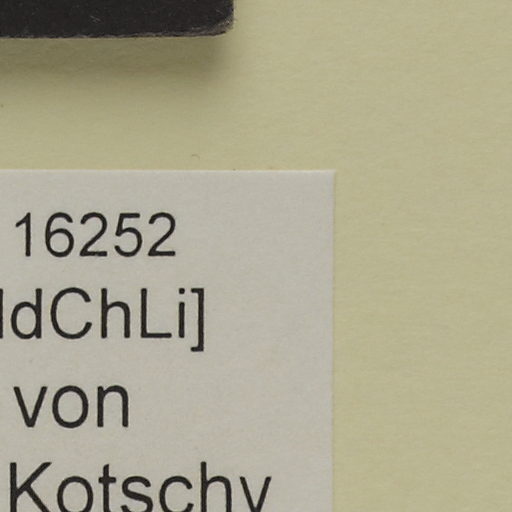 16252
ldChLi]
von
Kotschy